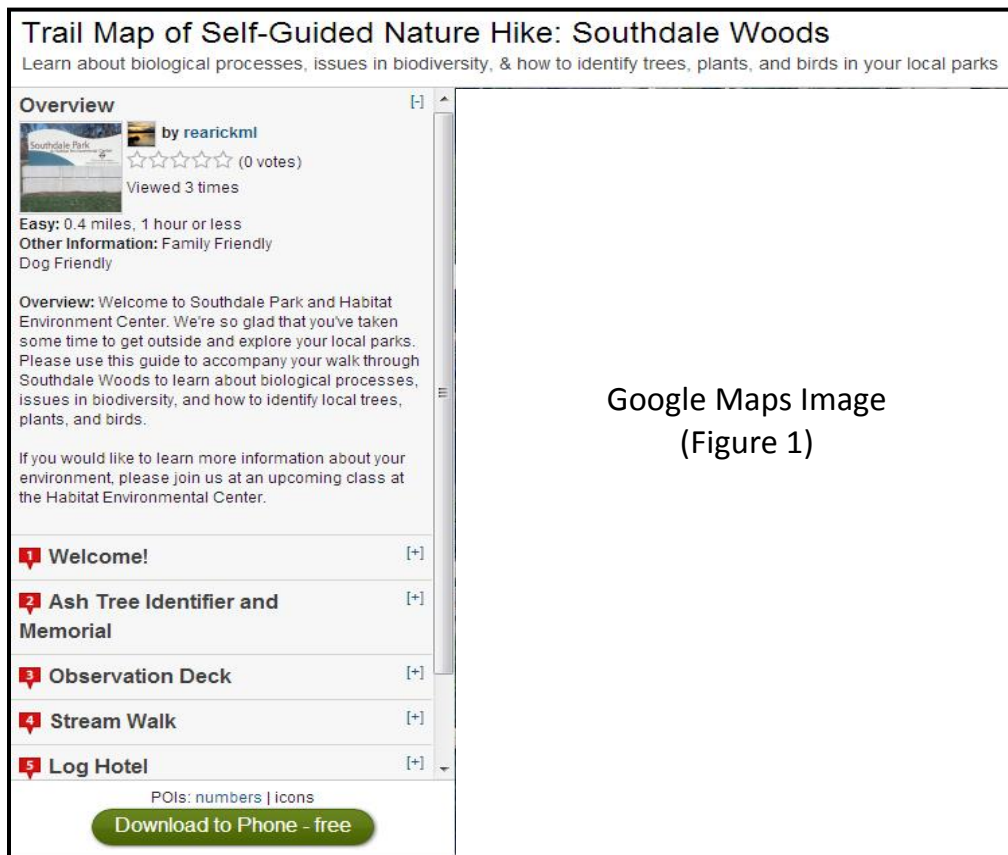 Trail Map of Self-Guided Nature Hike: Southdale Woods
Learn about biological processes, issues in biodiversity, & how to identify trees, plants, and birds in your local parks
Overview [-]
Southdale Park
by rearickml
(0 votes)
Viewed 3 times
Easy: 0.4 miles, 1 hour or less
Other Information: Family Friendly
Dog Friendly
Overview: Welcome to Southdale Park and Habitat
Environment Center. We're so glad that you've taken
some time to get outside and explore your local parks.
Please use this guide to accompany your walk through
Southdale Woods to learn about biological processes,
issues in biodiversity, and how to identify local trees,
plants, and birds.
If you would like to learn more information about your
environment, please join us at an upcoming class at
the Habitat Environmental Center.
1 Welcome! [+]
2 Ash Tree Identifier and [+]
Memorial
3 Observation Deck [+]
4 Stream Walk [+]
5 Log Hotel [+]
POIs: numbers | icons
Download to Phone - free
Google Maps Image
(Figure 1)